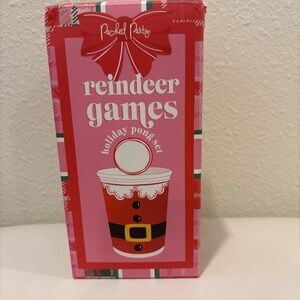 Packed Party
reindeer
games
holiday pong set